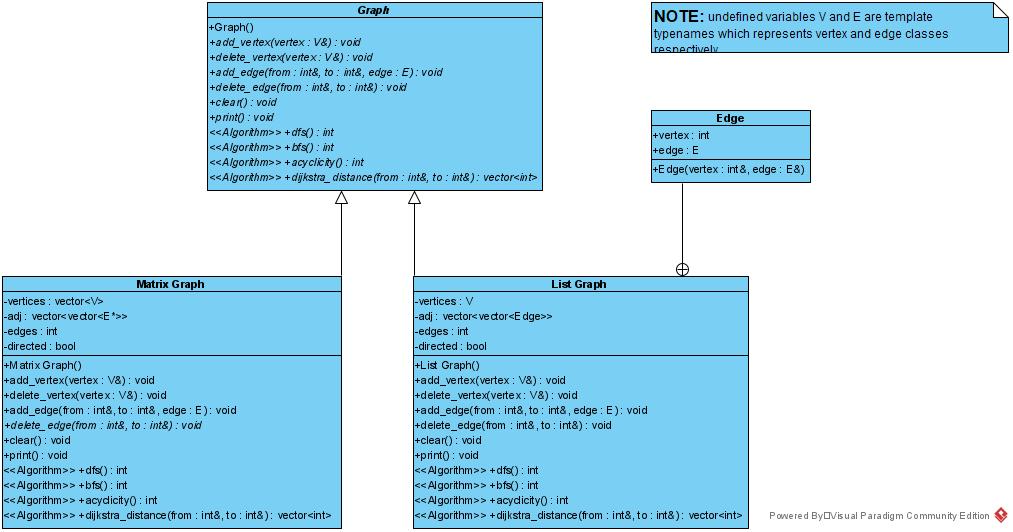 Graph
+Graph()
+add_vertex(vertex : V&) : void
+delete_vertex(vertex : V&) : void
+add_edge(from : int&, to : int&, edge : E) : void
+delete_edge(from : int&, to : int&) : void
+clear() : void
+print() : void
<<Algorithm>> +dfs() : int
<<Algorithm>> +bfs() : int
<<Algorithm>> +acyclicity() : int
<<Algorithm>> +dijkstra_distance(from : int&, to : int&) : vector<int>
NOTE: undefined variables V and E are template
typenames which represents vertex and edge classes
respectively
Edge
+vertex : int
+edge : E
+Edge(vertex : int&, edge : E&)
Matrix Graph
-vertices : vector<V>
-adj : vector<vector<E*>>
-edges : int
-directed : bool
+Matrix Graph()
+add_vertex(vertex : V&) : void
+delete_vertex(vertex : V&) : void
+add_edge(from : int&, to : int&, edge : E) : void
+delete_edge(from : int&, to : int&) : void
+clear() : void
+print() : void
<<Algorithm>> +dfs() : int
<<Algorithm>> +bfs() : int
<<Algorithm>> +acyclicity() : int
<<Algorithm>> +dijkstra_distance(from : int&, to : int&) : vector<int>
List Graph
-vertices : V
-adj : vector<vector<Edge>>
-edges : int
-directed : bool
+List Graph()
+add_vertex(vertex : V&) : void
+delete_vertex(vertex : V&) : void
+add_edge(from : int&, to : int&, edge : E) : void
+delete_edge(from : int&, to : int&) : void
+clear() : void
+print() : void
<<Algorithm>> +dfs() : int
<<Algorithm>> +bfs() : int
<<Algorithm>> +acyclicity() : int
<<Algorithm>> +dijkstra_distance(from : int&, to : int&) : vector<int>
Powered By□Visual Paradigm Community Edition